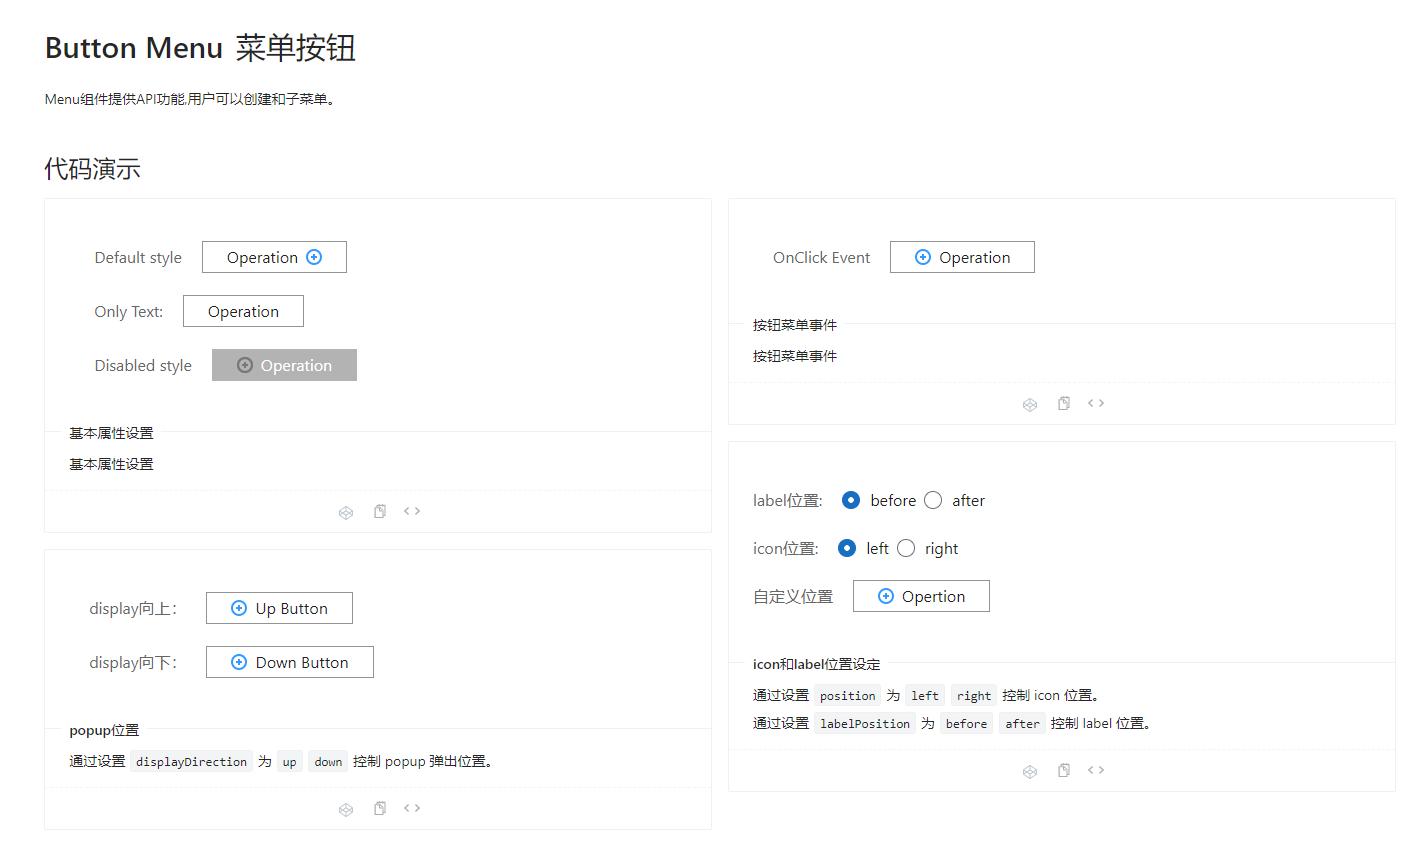 Button Menu 菜单按钮
Menu组件提供API功能,用户可以创建和子菜单。
代码演示
Default style Operation
Only Text: Operation
Disabled style Operation
基本属性设置
基本属性设置
display向上： Up Button
display向下： Down Button
popup位置
通过设置 displayDirection 为 up down 控制 popup 弹出位置。
OnClick Event Operation
按钮菜单事件
按钮菜单事件
label位置: before after
icon位置: left right
自定义位置 Opertion
icon和label位置设定
通过设置 position 为 left right 控制 icon 位置。
通过设置 labelPosition 为 before after 控制 label 位置。